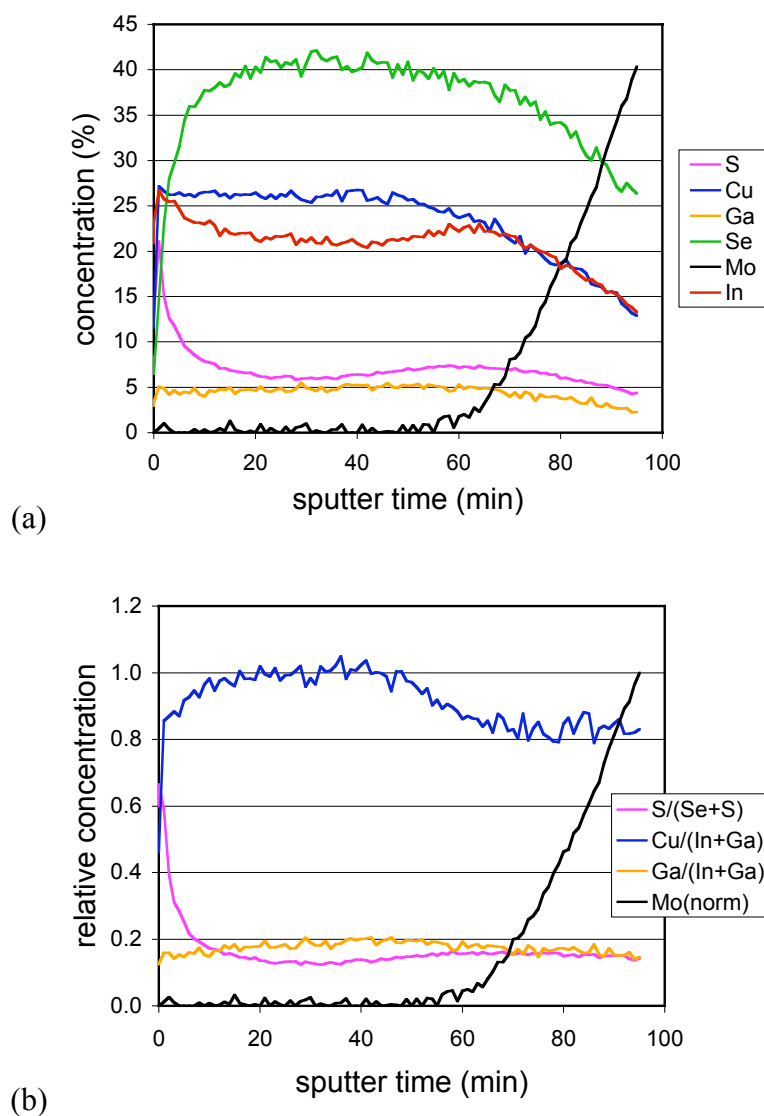 45
40
35
30
25
20
15
10
5
0
concentration (%)
0 20 40 60 80 100
sputter time (min)
S
Cu
Ga
Se
Mo
In
(a)
1.2
1.0
0.8
0.6
0.4
0.2
0.0
relative concentration
0 20 40 60 80 100
sputter time (min)
S/(Se+S)
Cu/(In+Ga)
Ga/(In+Ga)
Mo(norm)
(b)